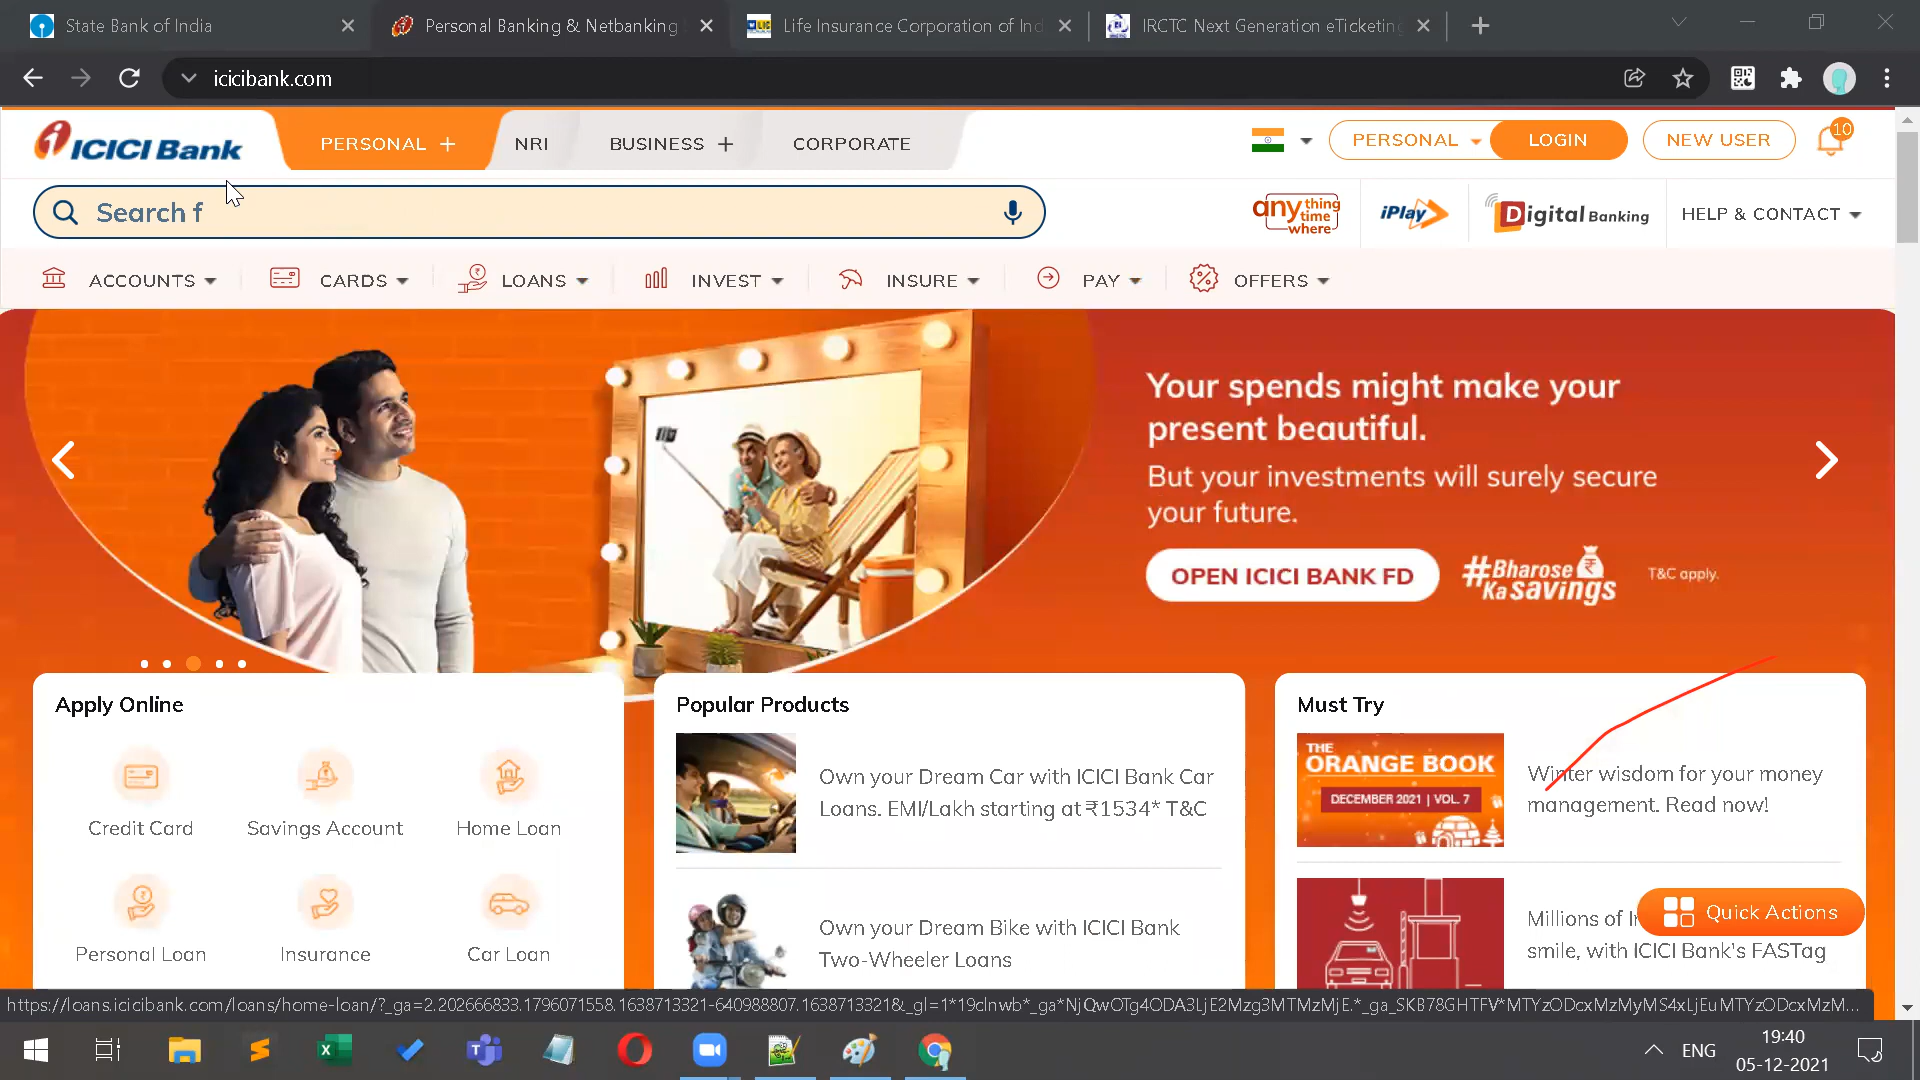 State Bank of India
Personal Banking & Netbanking
Life Insurance Corporation of Ind
IRCTC Next Generation eTicketing
icicibank.com
ICICI Bank
PERSONAL +
NRI
BUSINESS +
CORPORATE
PERSONAL
LOGIN
NEW USER
10
Search f
any thing time where
iPlay
Digital Banking
HELP & CONTACT
ACCOUNTS
CARDS
LOANS
INVEST
INSURE
PAY
OFFERS
Your spends might make your
present beautiful.
But your investments will surely secure
your future.
OPEN ICICI BANK FD
#Bharose
Ka savings
T&C apply.
Apply Online
Credit Card
Savings Account
Home Loan
Personal Loan
Insurance
Car Loan
Popular Products
Own your Dream Car with ICICI Bank Car
Loans. EMI/Lakh starting at ₹1534* T&C
Own your Dream Bike with ICICI Bank
Two-Wheeler Loans
Must Try
THE
ORANGE BOOK
DECEMBER 2021 | VOL. 7
Winter wisdom for your money
management. Read now!
Millions of
smile, with ICICI Bank's FASTag
Quick Actions
ENG
19:40
05-12-2021